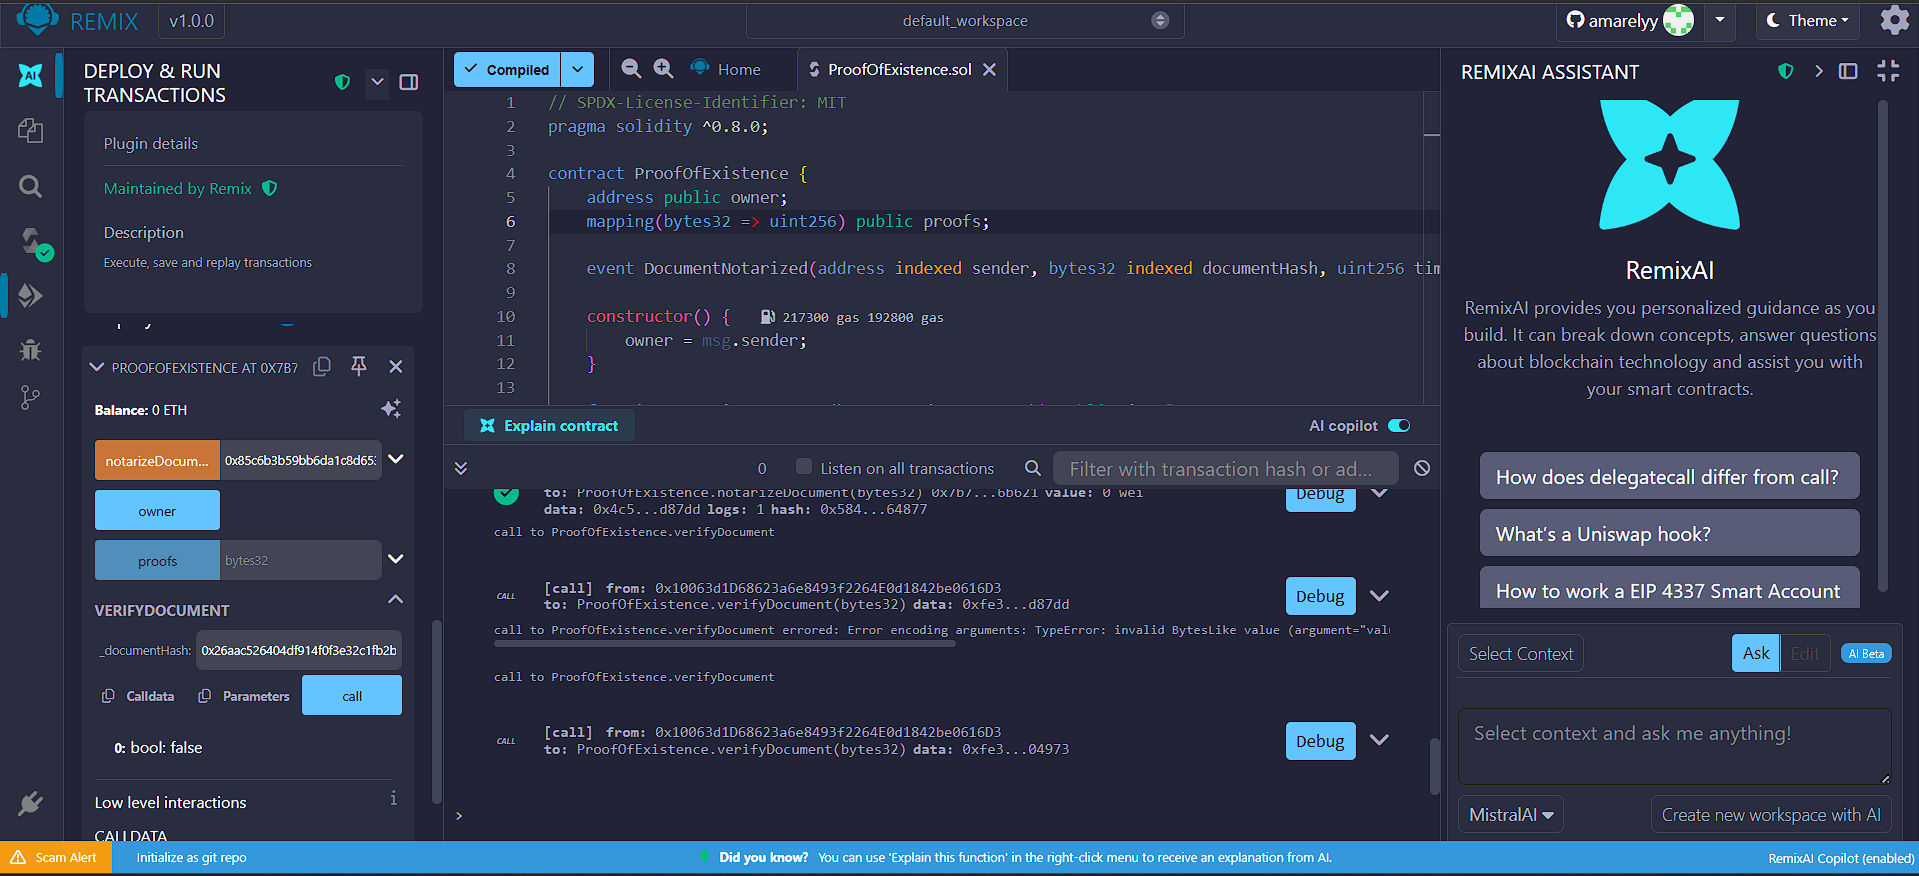 REMIX
v1.0.0
default_workspace
amarelyy
Theme
AI
DEPLOY & RUN
TRANSACTIONS
Plugin details
Maintained by Remix
Description
Execute, save and replay transactions
PROOFOFEXISTENCE AT 0X7B7
Balance: 0 ETH
notarizeDocum...
0x85c6b3b59bb6da1c8d653
owner
proofs
bytes32
VERIFYDOCUMENT
_documentHash:
0x26aac526404df914f0f3e32c1fb2b
Calldata
Parameters
call
0: bool: false
Low level interactions
i
CALLDATA
Compiled
Home
ProofOfExistence.sol
1 // SPDX-License-Identifier: MIT
2 pragma solidity ^0.8.0;
3
4 contract ProofOfExistence {
5 address public owner;
6 mapping(bytes32 => uint256) public proofs;
7
8 event DocumentNotarized(address indexed sender, bytes32 indexed documentHash, uint256 tim
9
10 constructor() { 217300 gas 192800 gas
11 owner = msg.sender;
12 }
13
Explain contract
AI copilot
0
Listen on all transactions
Filter with transaction hash or ad...
to: ProofOfExistence.notarizeDocument(bytes32) 0x7b7...6b621 value: 0 wei
data: 0x4c5...d87dd logs: 1 hash: 0x584...64877
Debug
call to ProofOfExistence.verifyDocument
CALL
[call] from: 0x10063d1D68623a6e8493f2264E0d1842be0616D3
to: ProofOfExistence.verifyDocument(bytes32) data: 0xfe3...d87dd
Debug
call to ProofOfExistence.verifyDocument errored: Error encoding arguments: TypeError: invalid BytesLike value (argument="valu
call to ProofOfExistence.verifyDocument
CALL
[call] from: 0x10063d1D68623a6e8493f2264E0d1842be0616D3
to: ProofOfExistence.verifyDocument(bytes32) data: 0xfe3...04973
Debug
>
REMIXAI ASSISTANT
RemixAI
RemixAI provides you personalized guidance as you
build. It can break down concepts, answer questions
about blockchain technology and assist you with
your smart contracts.
How does delegatecall differ from call?
What's a Uniswap hook?
How to work a EIP 4337 Smart Account
Select Context
Ask
Edit
AI Beta
Select context and ask me anything!
MistralAI
Create new workspace with AI
Scam Alert
Initialize as git repo
Did you know? You can use 'Explain this function' in the right-click menu to receive an explanation from AI.
RemixAI Copilot (enabled)